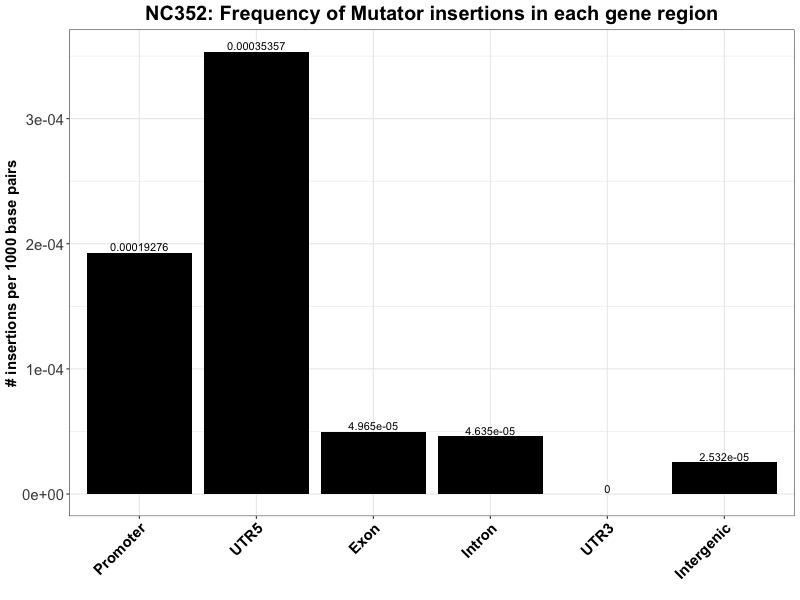 NC352: Frequency of Mutator insertions in each gene region
# insertions per 1000 base pairs
3e-04
2e-04
1e-04
0e+00
0.00019276
0.00035357
4.965e-05
4.635e-05
0
2.532e-05
Promoter
UTR5
Exon
Intron
UTR3
Intergenic